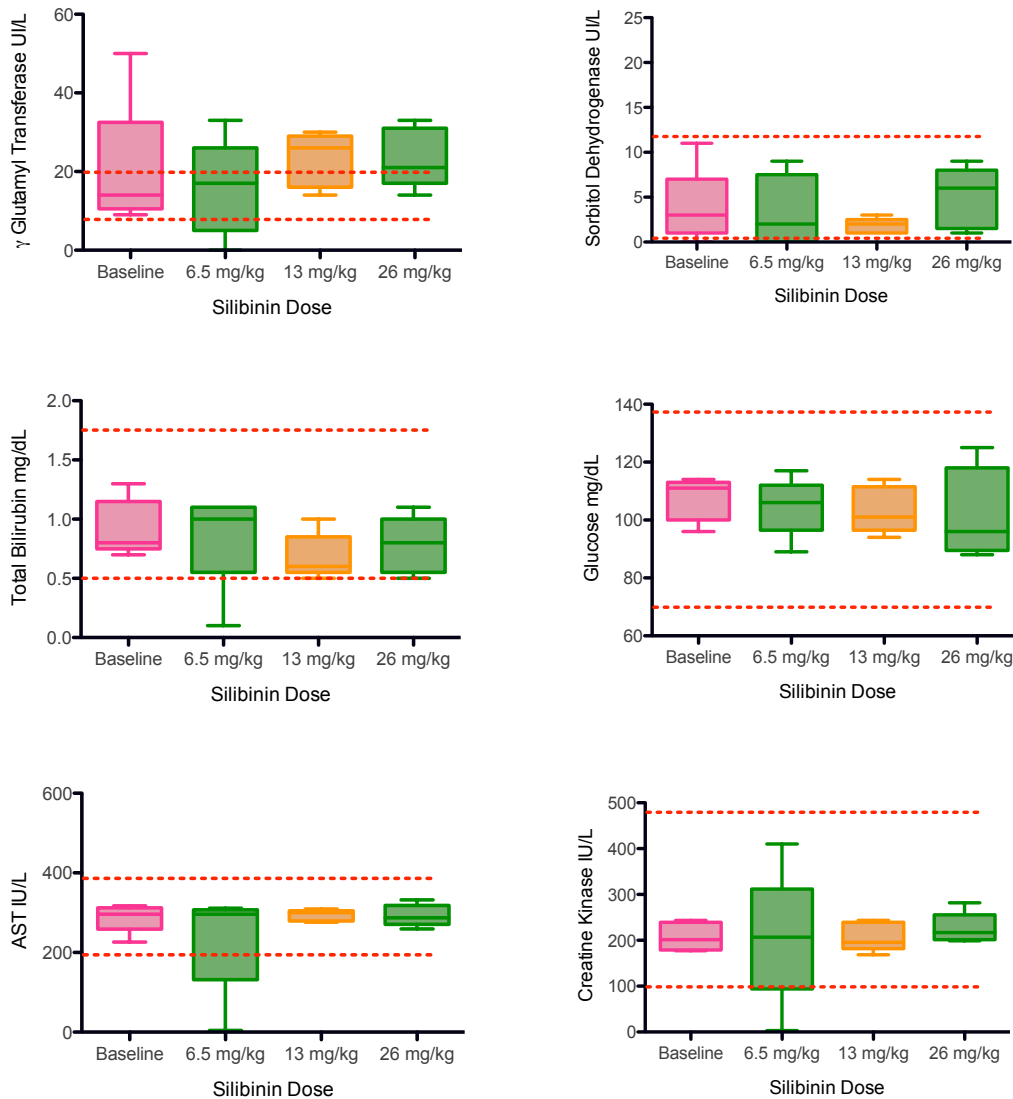 γ Glutamyl Transferase UI/L
60
40
20
0
Baseline 6.5 mg/kg 13 mg/kg 26 mg/kg
Silibinin Dose
Sorbitol Dehydrogenase UI/L
25
20
15
10
5
0
Baseline 6.5 mg/kg 13 mg/kg 26 mg/kg
Silibinin Dose
Total Bilirubin mg/dL
2.0
1.5
1.0
0.5
0.0
Baseline 6.5 mg/kg 13 mg/kg 26 mg/kg
Silibinin Dose
Glucose mg/dL
140
120
100
80
60
Baseline 6.5 mg/kg 13 mg/kg 26 mg/kg
Silibinin Dose
AST IU/L
600
400
200
0
Baseline 6.5 mg/kg 13 mg/kg 26 mg/kg
Silibinin Dose
Creatine Kinase IU/L
500
400
300
200
100
0
Baseline 6.5 mg/kg 13 mg/kg 26 mg/kg
Silibinin Dose